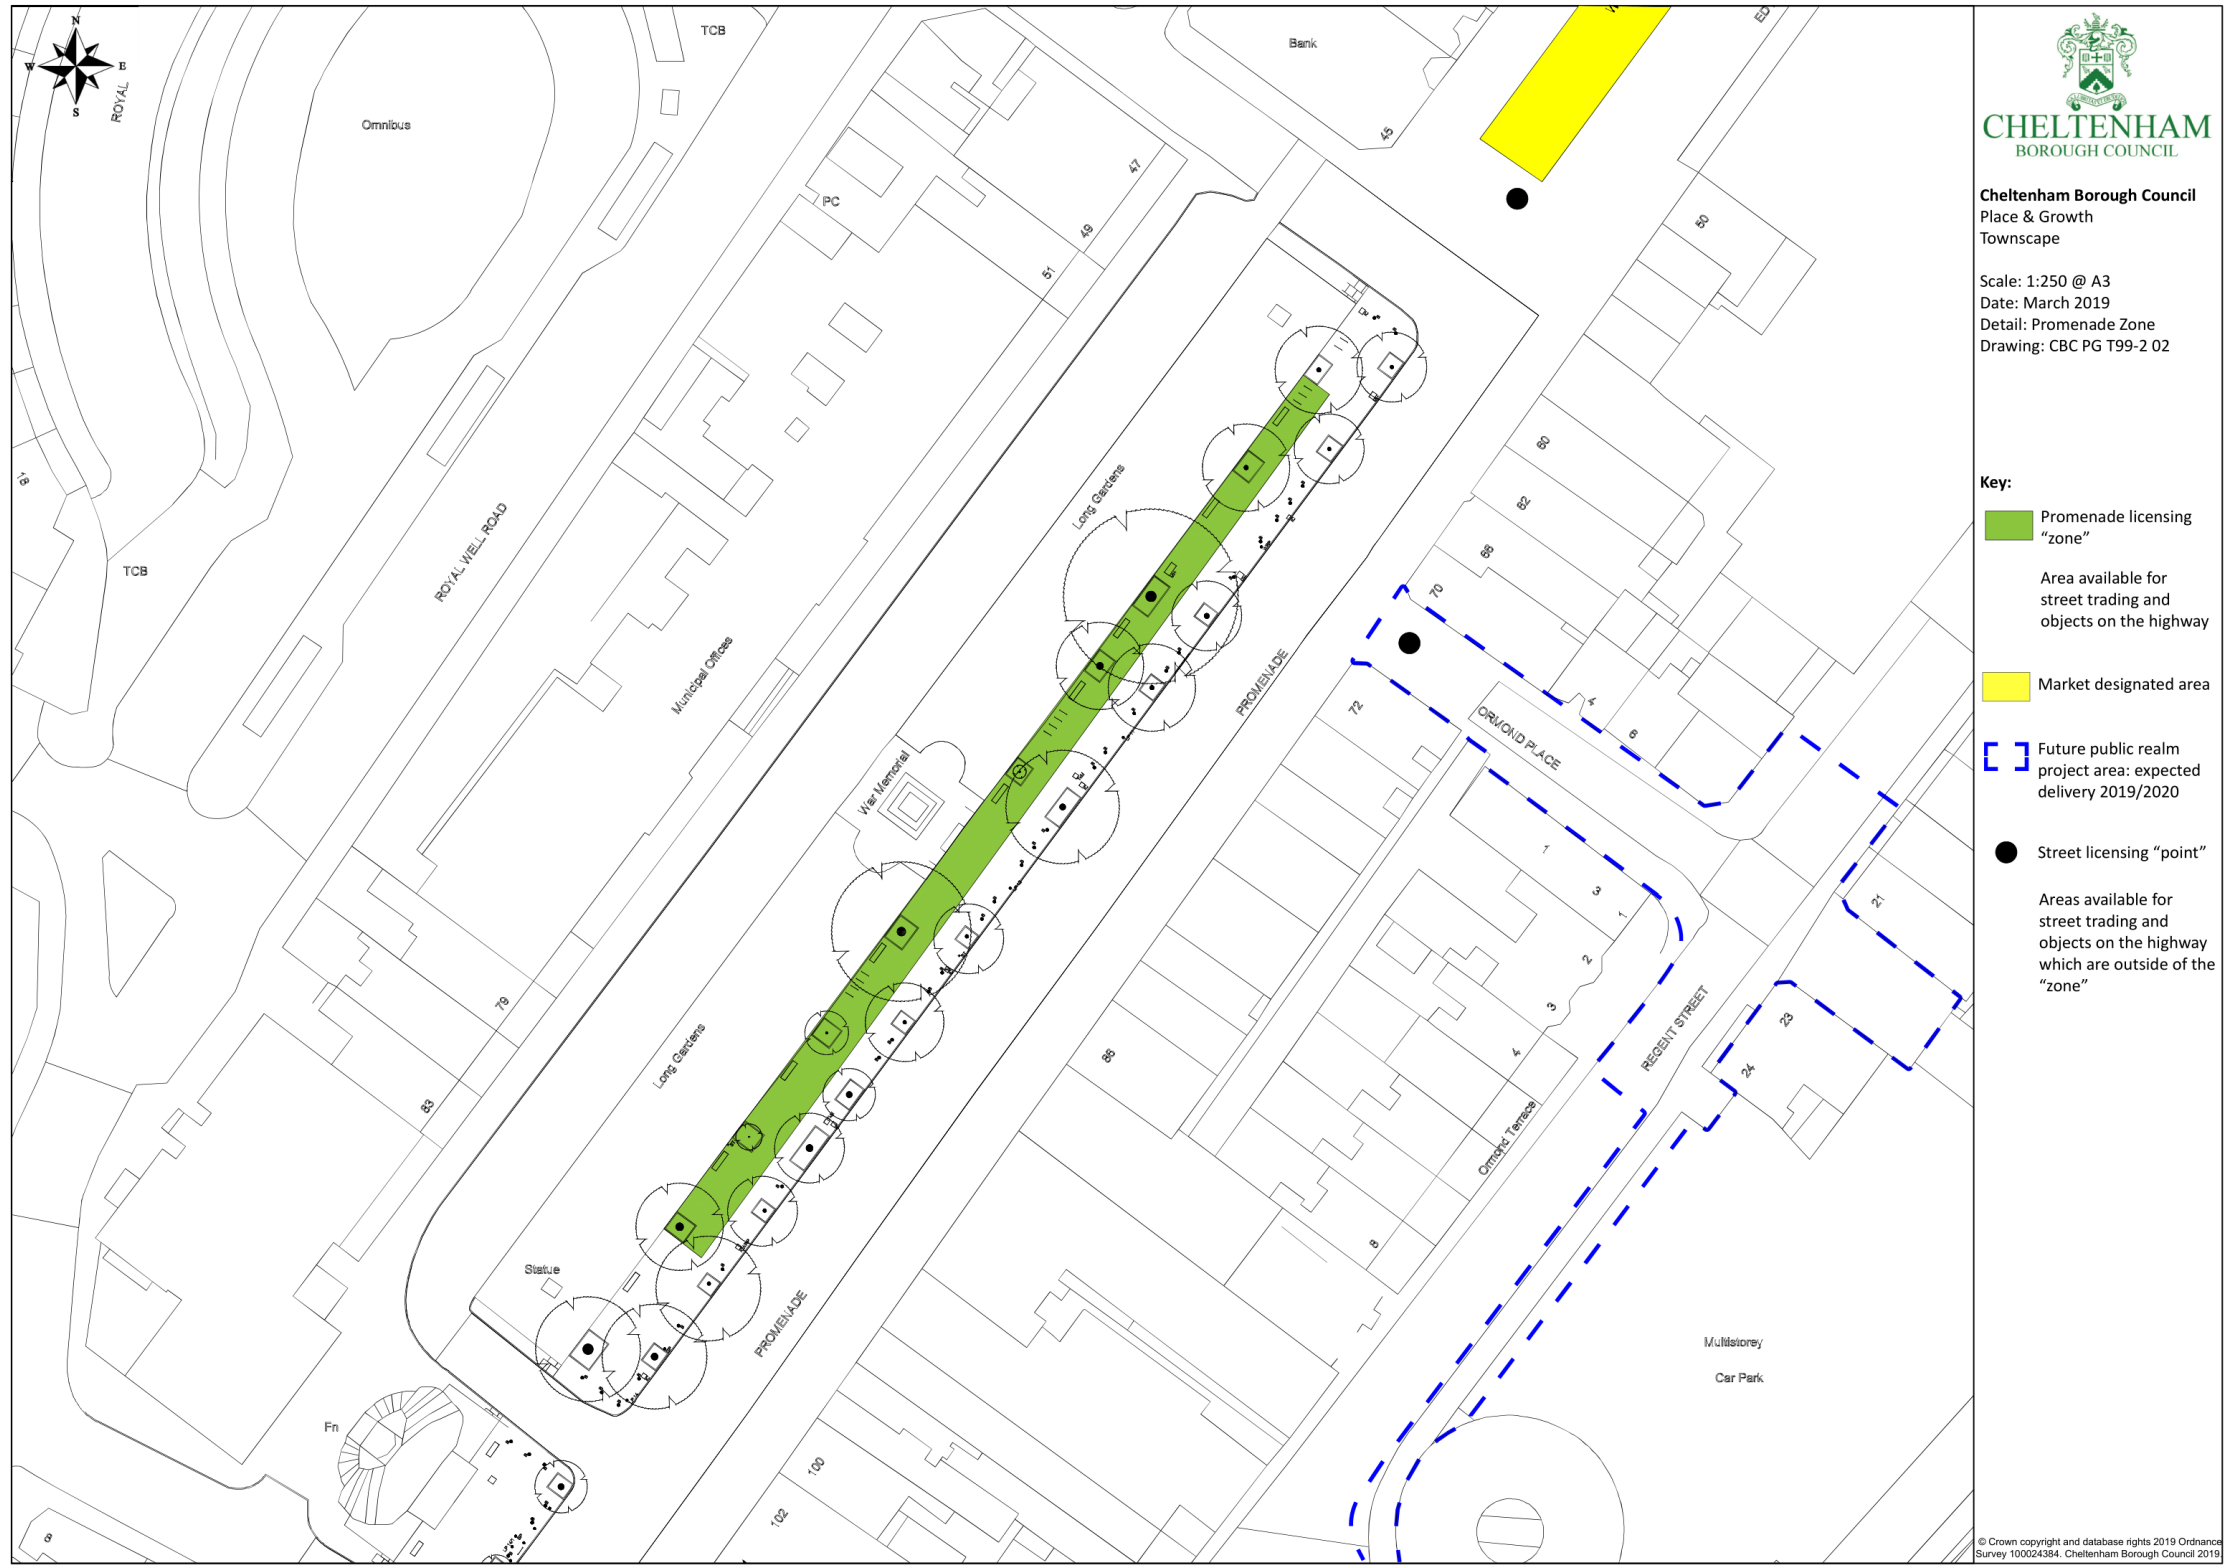 N
W
E
S
ROYAL
TCB
Omnibus
Bank
45
ED
47
49
51
PC
50
18
TCB
ROYAL WELL ROAD
Municipal Offices
Long Gardens
60
62
66
70
72
PROMENADE
ORMOND PLACE
4
6
War Memorial
1
3
1
2
3
4
21
23
24
REGENT STREET
79
83
Long Gardens
86
Ormond Terrace
8
Statue
PROMENADE
Multistorey
Car Park
Fn
100
102
8
CHELTENHAM
BOROUGH COUNCIL
Cheltenham Borough Council
Place & Growth
Townscape
Scale: 1:250 @ A3
Date: March 2019
Detail: Promenade Zone
Drawing: CBC PG T99-2 02
Key:
Promenade licensing
“zone”
Area available for
street trading and
objects on the highway
Market designated area
Future public realm
project area: expected
delivery 2019/2020
Street licensing “point”
Areas available for
street trading and
objects on the highway
which are outside of the
“zone”
© Crown copyright and database rights 2019 Ordnance
Survey 100024384. Cheltenham Borough Council 2019